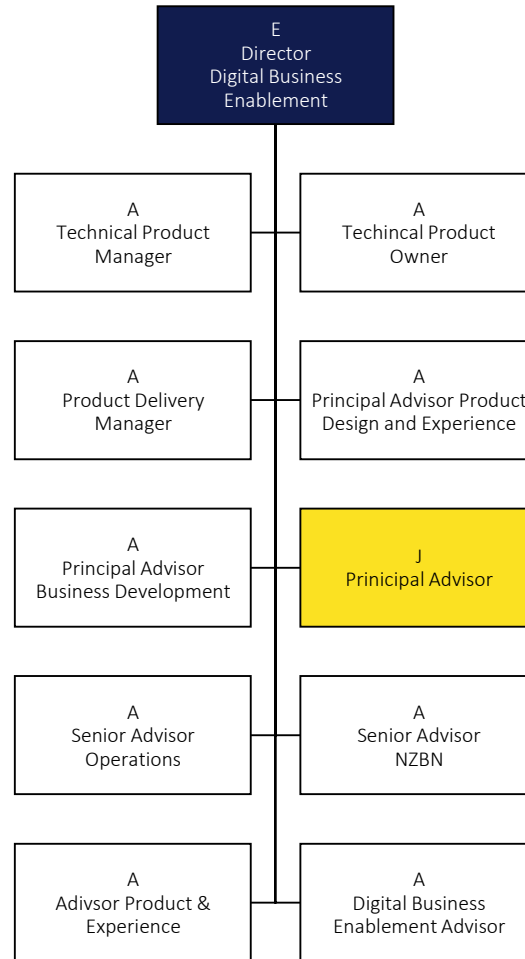 E
Director
Digital Business
Enablement
A
Technical Product
Manager
A
Techincal Product
Owner
A
Product Delivery
Manager
A
Principal Advisor Product
Design and Experience
A
Principal Advisor
Business Development
J
Prinicipal Advisor
A
Senior Advisor
Operations
A
Senior Advisor
NZBN
A
Adivsor Product &
Experience
A
Digital Business
Enablement Advisor